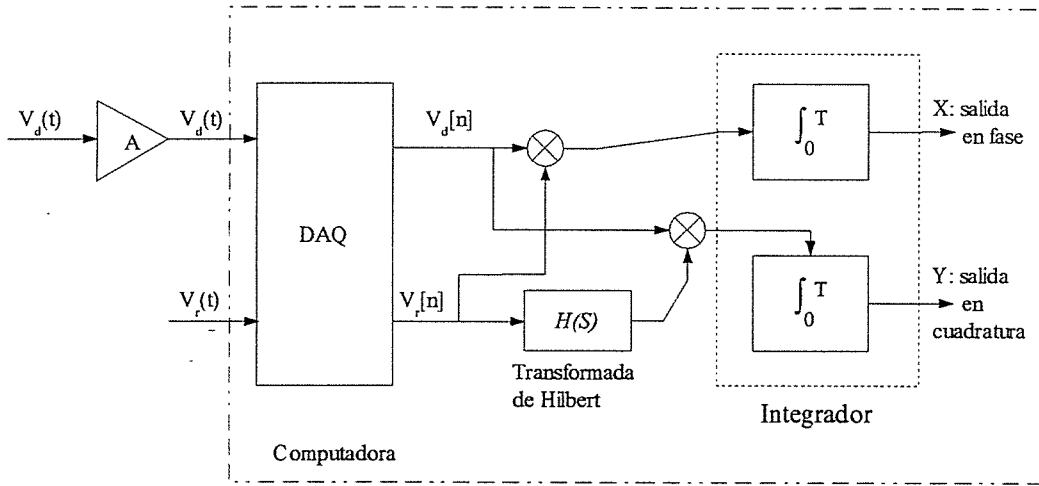 V_d(t)
A
V_d(t)
V_r(t)
DAQ
V_d[n]
V_r[n]
H(S)
Transformada
de Hilbert
∫_0^T
∫_0^T
Integrador
X: salida
en fase
Y: salida
en
cuadratura
Computadora